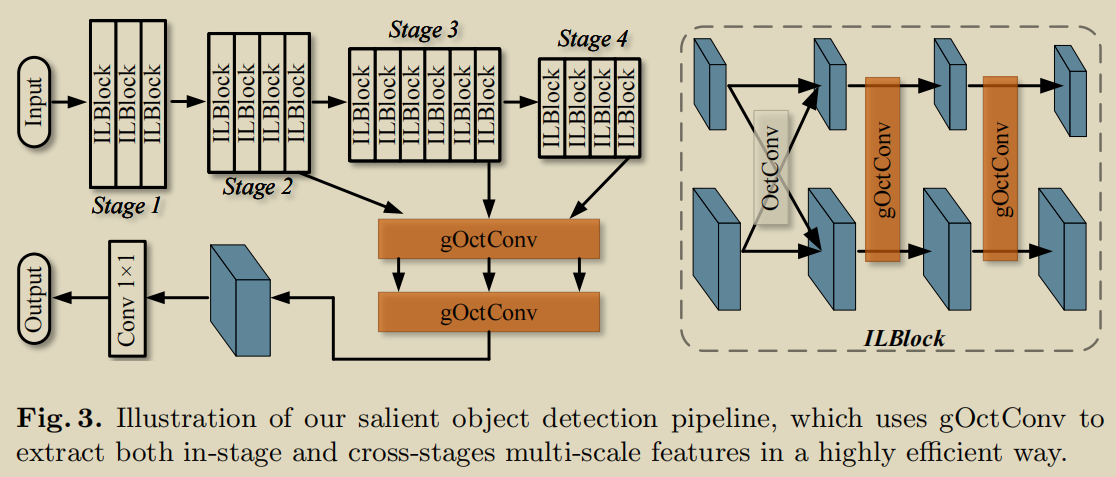 Input
ILBlock
ILBlock
ILBlock
Stage 1
ILBlock
ILBlock
ILBlock
ILBlock
Stage 2
Stage 3
ILBlock
ILBlock
ILBlock
ILBlock
ILBlock
ILBlock
Stage 4
ILBlock
ILBlock
ILBlock
ILBlock
gOctConv
gOctConv
Conv 1×1
Output
OctConv
gOctConv
gOctConv
ILBlock
Fig. 3. Illustration of our salient object detection pipeline, which uses gOctConv to
extract both in-stage and cross-stages multi-scale features in a highly efficient way.